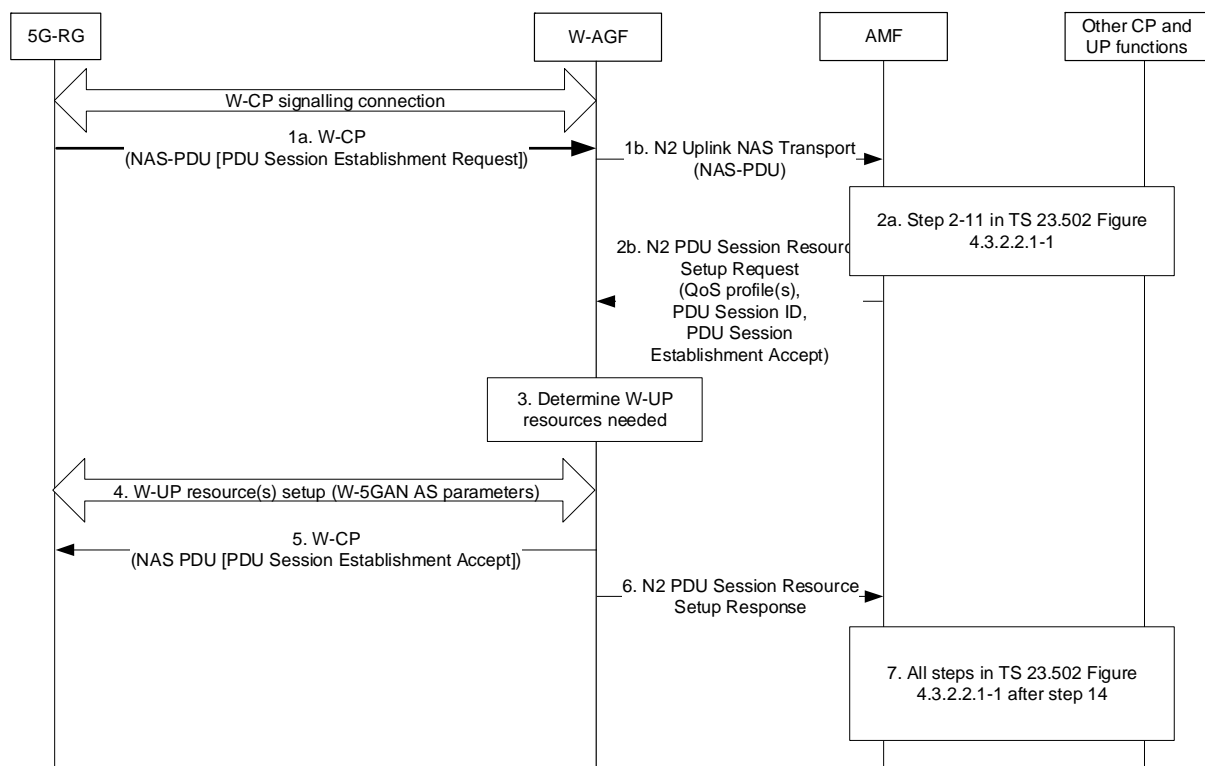 5G-RG
W-AGF
AMF
Other CP and
UP functions
W-CP signalling connection
1a. W-CP
(NAS-PDU [PDU Session Establishment Request])
1b. N2 Uplink NAS Transport
(NAS-PDU)
2a. Step 2-11 in TS 23.502 Figure
4.3.2.2.1-1
2b. N2 PDU Session Resourc
Setup Request
(QoS profile(s),
PDU Session ID,
PDU Session
Establishment Accept)
3. Determine W-UP
resources needed
4. W-UP resource(s) setup (W-5GAN AS parameters)
5. W-CP
(NAS PDU [PDU Session Establishment Accept])
6. N2 PDU Session Resource
Setup Response
7. All steps in TS 23.502 Figure
4.3.2.2.1-1 after step 14